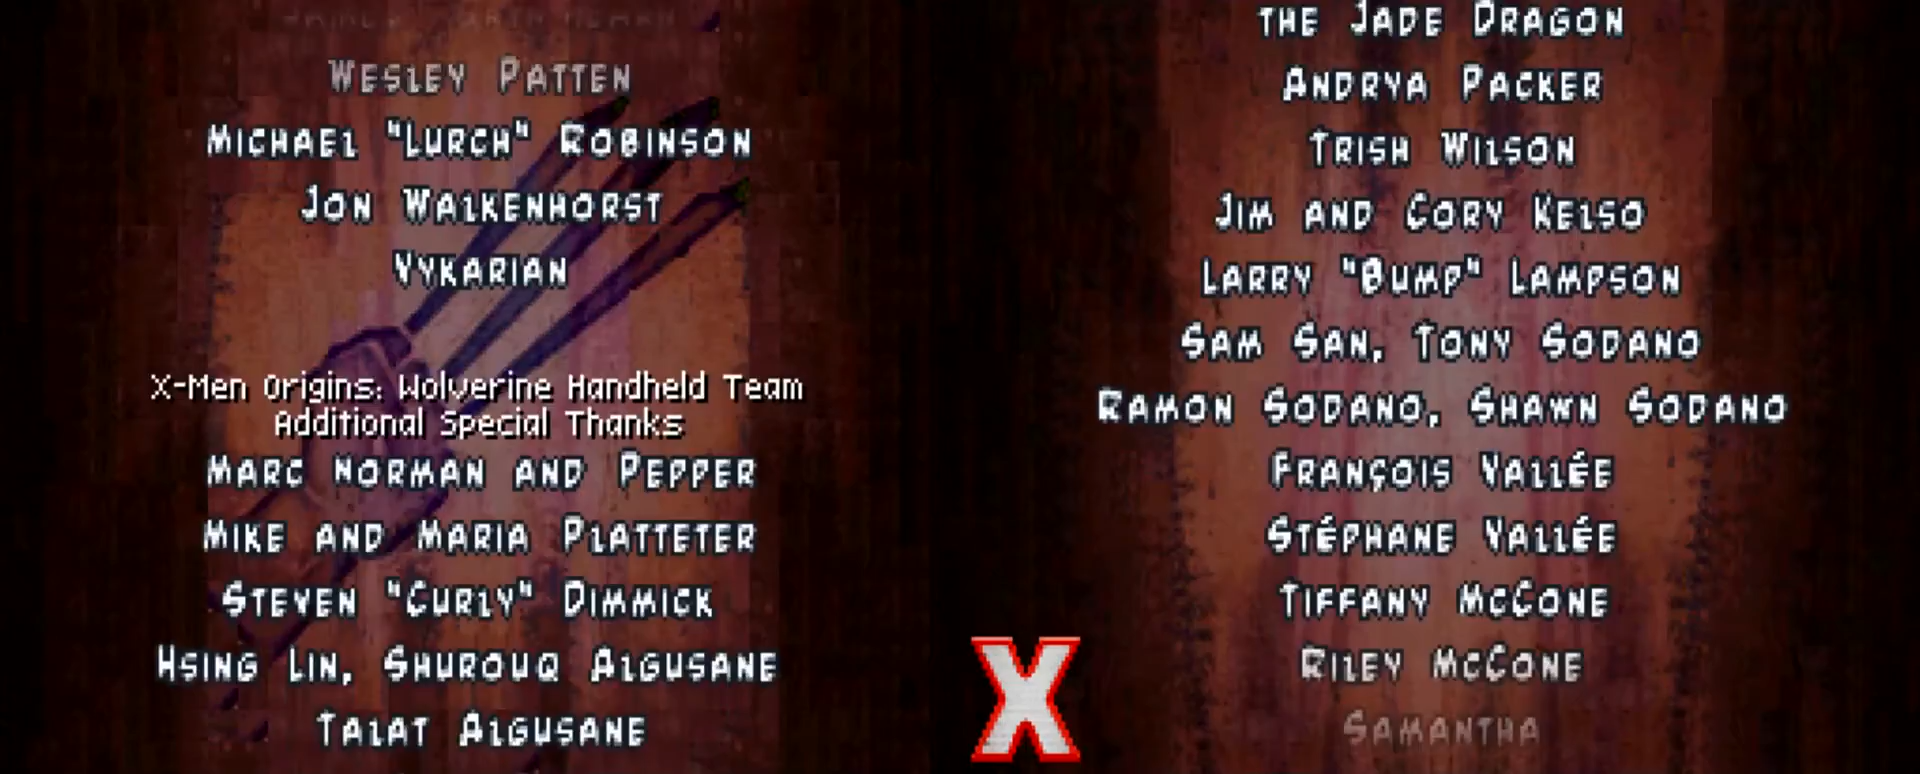 Wesley Patten
Michael "Lurch" Robinson
Jon Walkenhorst
Vykarian
X-Men Origins: Wolverine Handheld Team
Additional Special Thanks
Marc Norman and Pepper
Mike and Maria Platteter
Steven "Curly" Dimmick
Hsing Lin, Shurouq Algusane
Talat Algusane
the Jade Dragon
Andrya Packer
Trish Wilson
Jim and Cory Kelso
Larry "Bump" Lampson
Sam San, Tony Sodano
Ramon Sodano, Shawn Sodano
François Vallée
Stéphane Vallée
Tiffany McCone
Riley McCone
Samantha
X